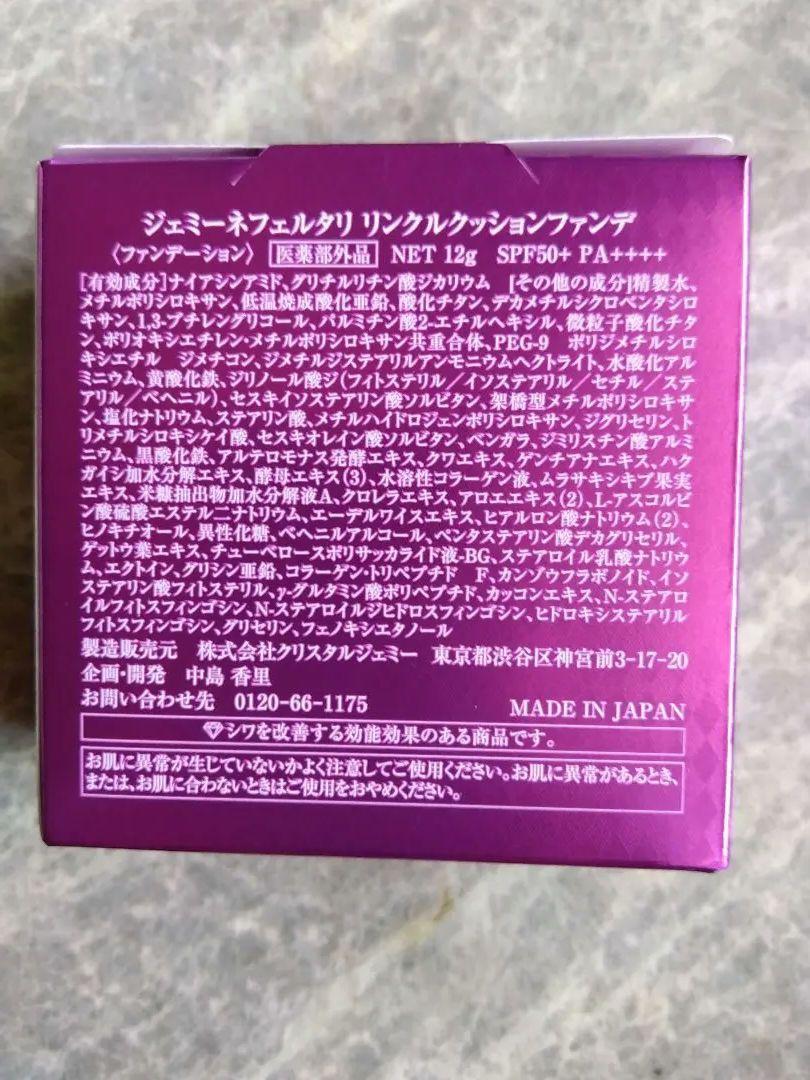 ジェミーネフェルタリ リンクルクッションファンデ
〈ファンデーション〉 医薬部外品 NET 12g SPF50+ PA++++
[有効成分]ナイアシンアミド、グリチルリチン酸ジカリウム [その他の成分]精製水、
メチルポリシロキサン、低温焼成酸化亜鉛、酸化チタン、デカメチルシクロペンタシロ
キサン、1,3-ブチレングリコール、パルミチン酸2-エチルヘキシル、微粒子酸化チタ
ン、ポリオキシエチレン・メチルポリシロキサン共重合体、PEG-9 ポリジメチルシロ
キシエチル ジメチコン、ジメチルジステアリルアンモニウムヘクトライト、水酸化アル
ミニウム、黄酸化鉄、ジリノール酸ジ(フィトステリル/イソステアリル/セチル/ステ
アリル/ベヘニル)、セスキイソステアリン酸ソルビタン、架橋型メチルポリシロキサ
ン、塩化ナトリウム、ステアリン酸、メチルハイドロジェンポリシロキサン、ジグリセリン、ト
リメチルシロキシケイ酸、セスキオレイン酸ソルビタン、ベンガラ、ジミリスチン酸アルミ
ニウム、黒酸化鉄、アルテロモナス発酵エキス、クワエキス、ゲンチアナエキス、ハク
ガイシ加水分解エキス、酵母エキス(3)、水溶性コラーゲン液、ムラサキシキブ果実
エキス、米糠抽出物加水分解液A、クロレラエキス、アロエエキス(2)、L-アスコルビ
ン酸硫酸エステル二ナトリウム、エーデルワイスエキス、ヒアルロン酸ナトリウム(2)、
ヒノキチオール、異性化糖、ベヘニルアルコール、ペンタステアリン酸デカグリセリル、
ゲットウ葉エキス、チューベロースポリサッカライド液-BG、ステアロイル乳酸ナトリウ
ム、エクトイン、グリシン亜鉛、コラーゲン・トリペプチド F、カンゾウフラボノイド、イソ
ステアリン酸フィトステリル、γ-グルタミン酸ポリペプチド、カッコンエキス、N-ステアロ
イルフィトスフィンゴシン、N-ステアロイルジヒドロスフィンゴシン、ヒドロキシステアリル
フィトスフィンゴシン、グリセリン、フェノキシエタノール
製造販売元 株式会社クリスタルジェミー 東京都渋谷区神宮前3-17-20
企画・開発 中島 香里
お問い合わせ先 0120-66-1175 MADE IN JAPAN
シワを改善する効能効果のある商品です。
お肌に異常が生じていないかよく注意してご使用ください。お肌に異常があるとき、
または、お肌に合わないときはご使用をおやめください。